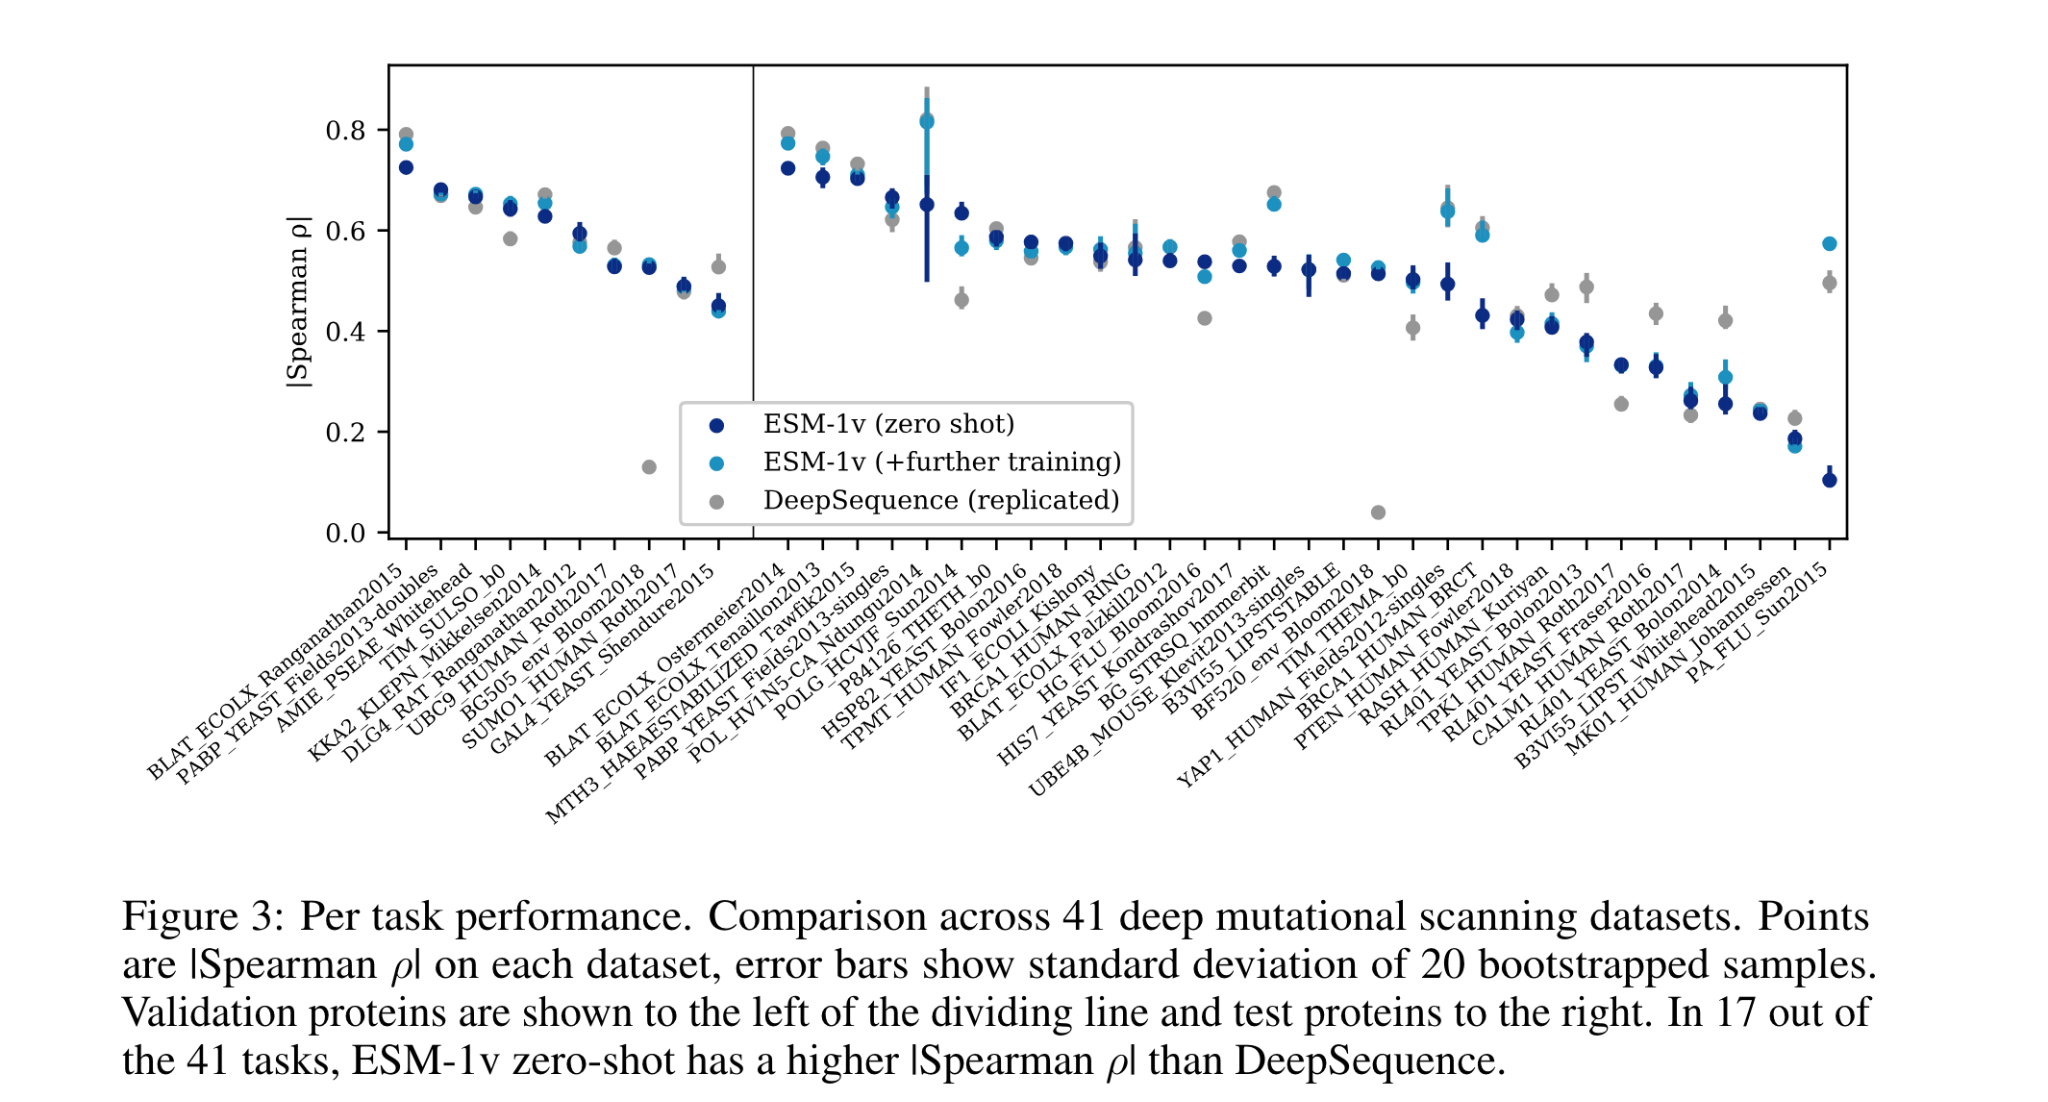 |Spearman ρ|
0.8
0.6
0.4
0.2
0.0
ESM-1v (zero shot)
ESM-1v (+further training)
DeepSequence (replicated)
BLAT_ECOLX_Ranganathan2015
PABP_YEAST_Fields2013-doubles
AMIE_PSEAE_Whitehead
TIM_SULSO_b0
KKA2_KLEPN_Mikkelsen2014
DLG4_RAT_Ranganathan2012
UBC9_HUMAN_Roth2017
BG505_env_Bloom2018
SUMO1_HUMAN_Roth2017
GAL4_YEAST_Shendure2015
BLAT_ECOLX_Ostermeier2014
BLAT_ECOLX_Tenaillon2013
MTH3_HAEAESTABILIZED_Tawfik2015
PABP_YEAST_Fields2013-singles
POL_HV1N5-CA_Ndungu2014
POLG_HCVJF_Sun2014
P84126_THETH_b0
HSP82_YEAST_Bolon2016
TPMT_HUMAN_Fowler2018
IF1_ECOLI_Kishony
BRCA1_HUMAN_RING
BLAT_ECOLX_Palzkill2012
HG_FLU_Bloom2016
HIS7_YEAST_Kondrashov2017
BG_STRSQ_hmmerbit
UBE4B_MOUSE_Klevit2013-singles
B3VI55_LIPSTSTABLE
BF520_env_Bloom2018
TIM_THEMA_b0
YAP1_HUMAN_Fields2012-singles
BRCA1_HUMAN_BRCT
PTEN_HUMAN_Fowler2018
RASH_HUMAN_Kuriyan
RL401_YEAST_Bolon2013
TPK1_HUMAN_Roth2017
RL401_YEAST_Fraser2016
CALM1_HUMAN_Roth2017
RL401_YEAST_Bolon2014
B3VI55_LIPST_Whitehead2015
MK01_HUMAN_Johannessen
PA_FLU_Sun2015
Figure 3: Per task performance. Comparison across 41 deep mutational scanning datasets. Points
are |Spearman ρ| on each dataset, error bars show standard deviation of 20 bootstrapped samples.
Validation proteins are shown to the left of the dividing line and test proteins to the right. In 17 out of
the 41 tasks, ESM-1v zero-shot has a higher |Spearman ρ| than DeepSequence.